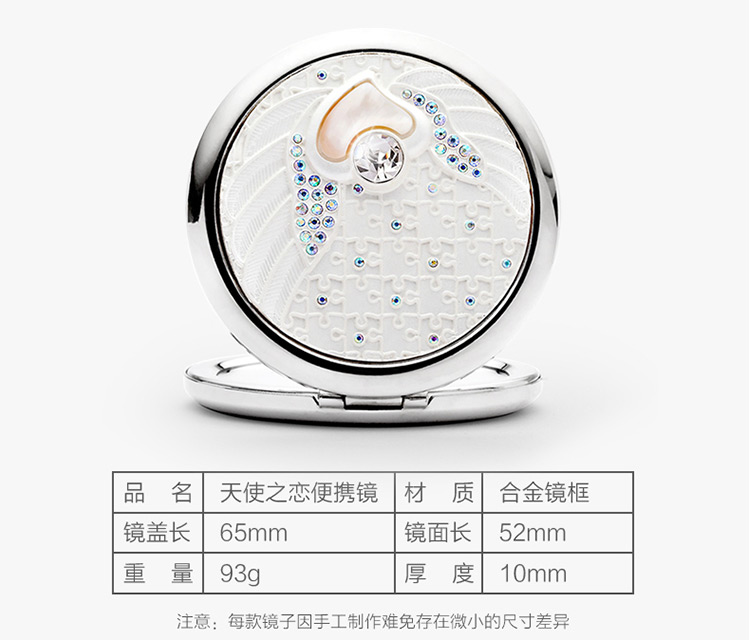 品 名 天使之恋便携镜 材 质 合金镜框
镜盖长 65mm 镜面长 52mm
重 量 93g 厚 度 10mm
注意：每款镜子因手工制作难免存在微小的尺寸差异